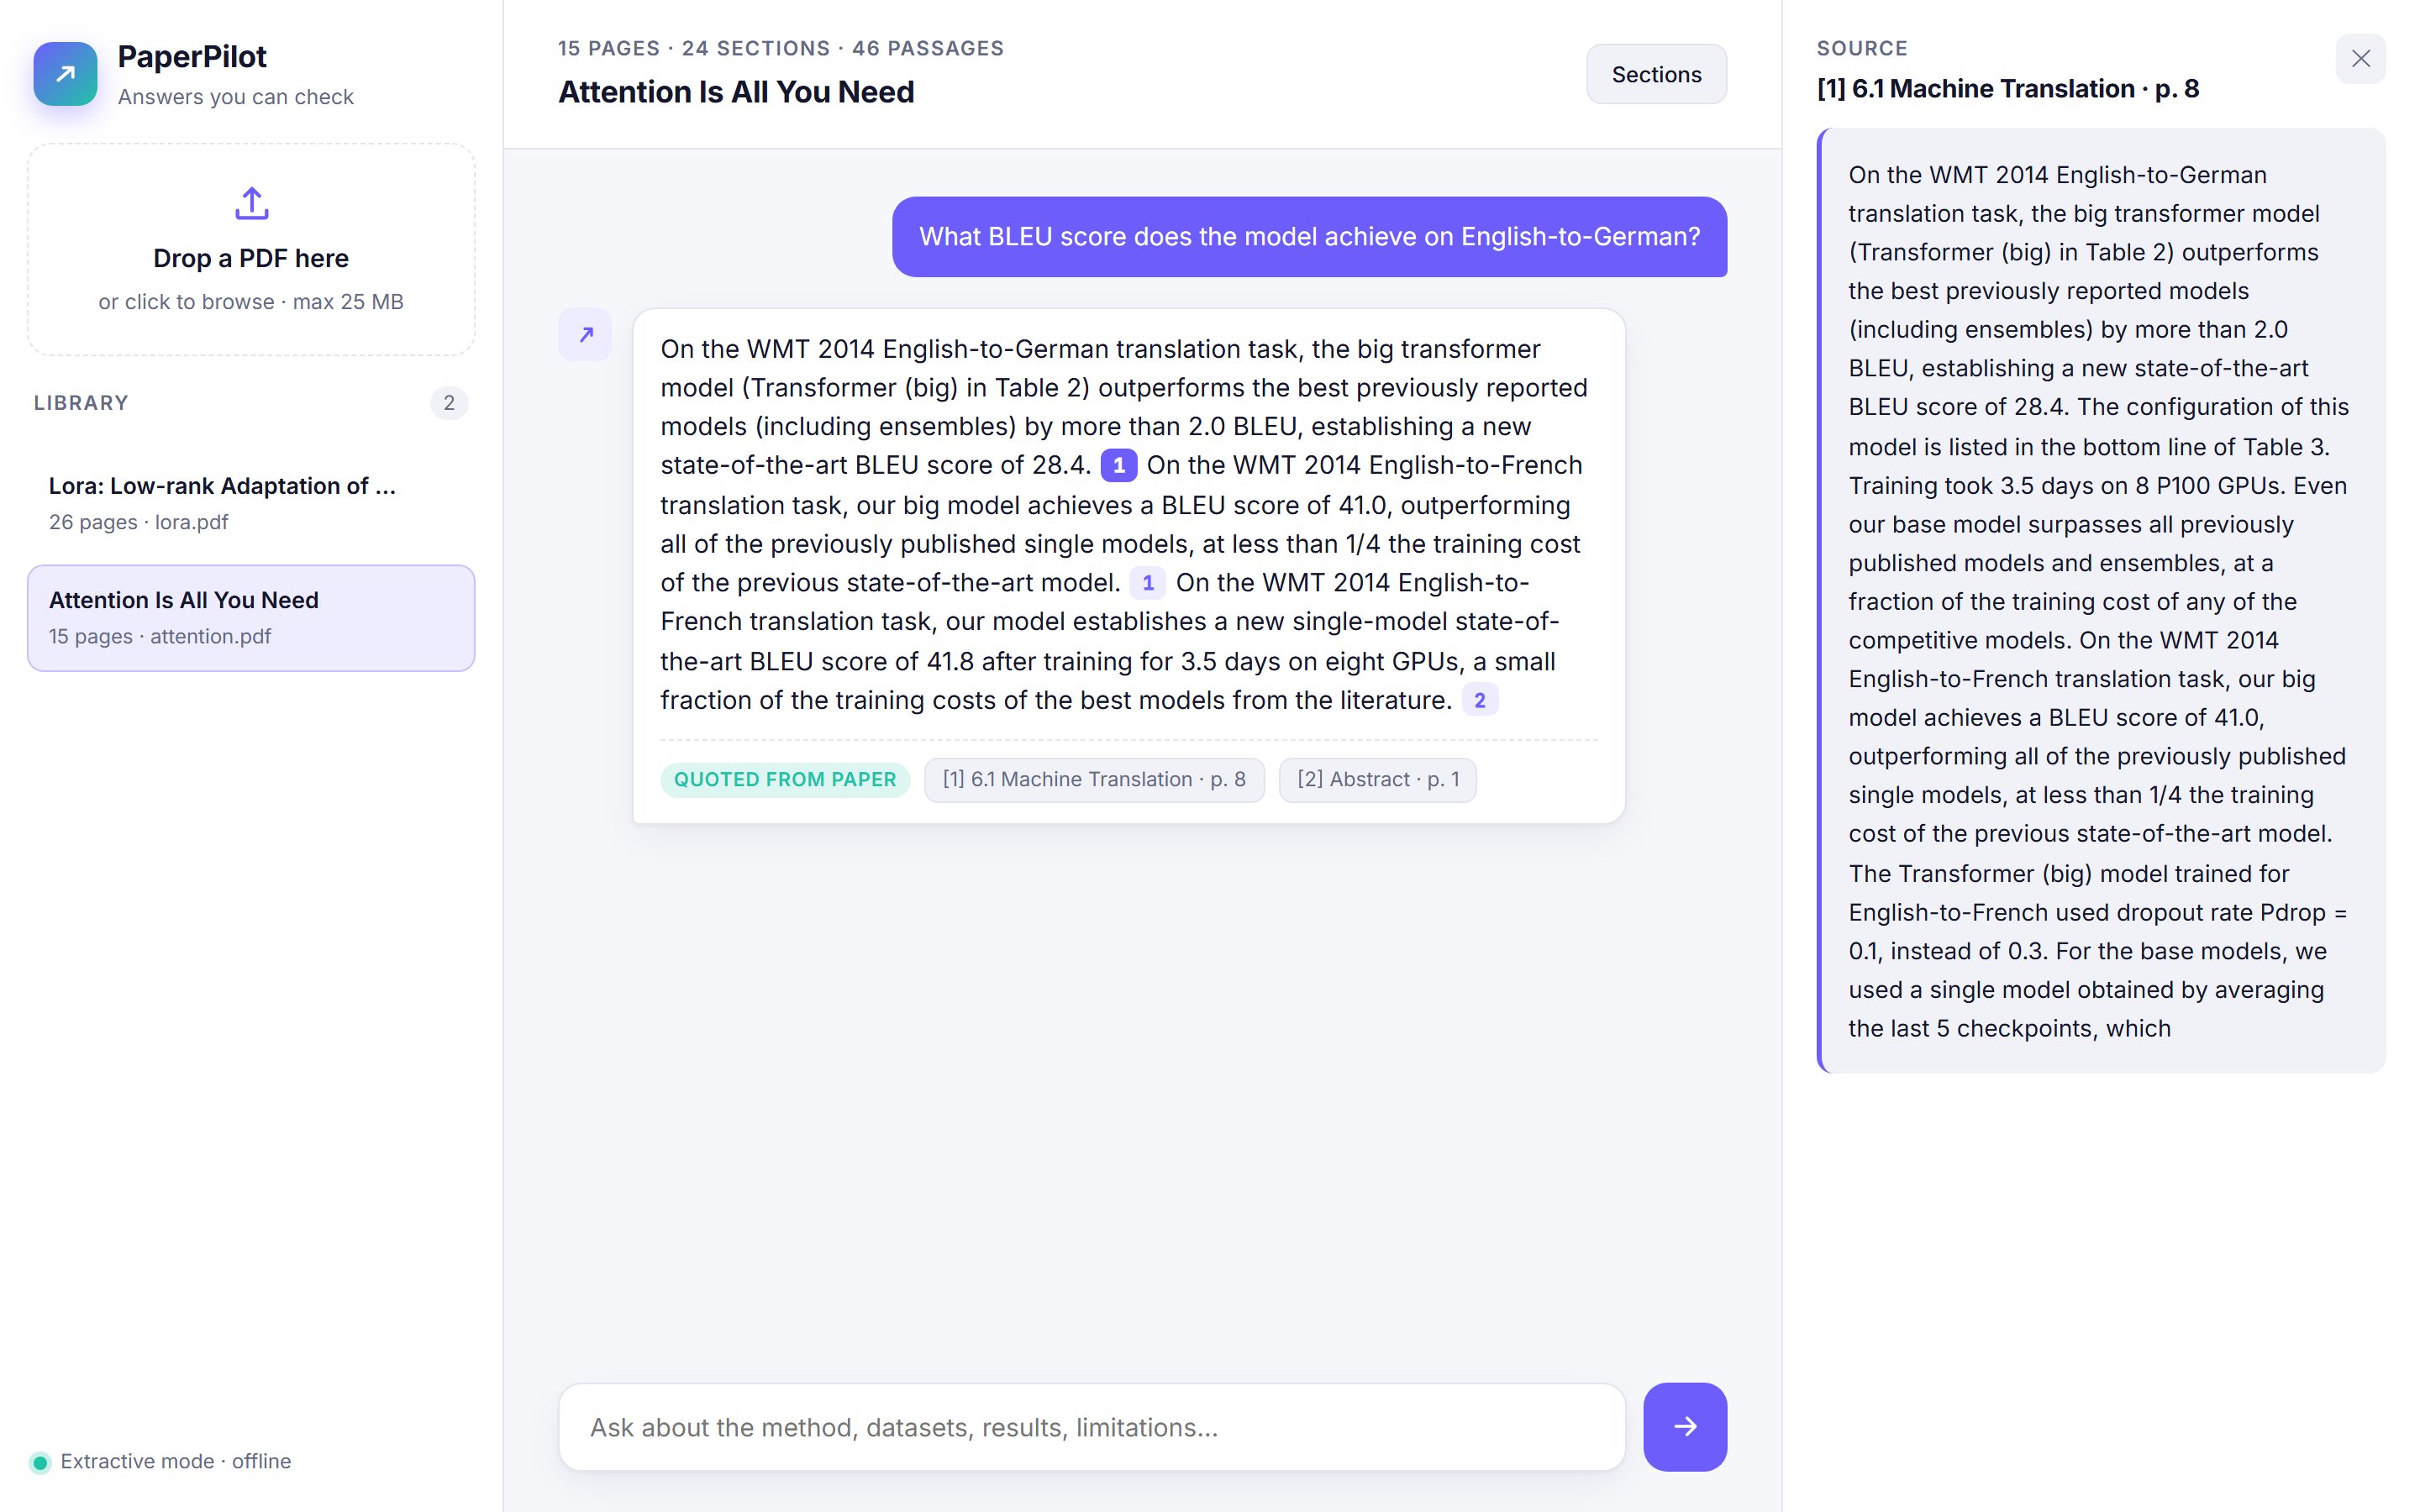 PaperPilot
Answers you can check
Drop a PDF here
or click to browse · max 25 MB
LIBRARY
2
Lora: Low-rank Adaptation of ...
26 pages · lora.pdf
Attention Is All You Need
15 pages · attention.pdf
Extractive mode · offline
15 PAGES · 24 SECTIONS · 46 PASSAGES
Attention Is All You Need
Sections
What BLEU score does the model achieve on English-to-German?
On the WMT 2014 English-to-German translation task, the big transformer
model (Transformer (big) in Table 2) outperforms the best previously reported
models (including ensembles) by more than 2.0 BLEU, establishing a new
state-of-the-art BLEU score of 28.4. 1 On the WMT 2014 English-to-French
translation task, our big model achieves a BLEU score of 41.0, outperforming
all of the previously published single models, at less than 1/4 the training cost
of the previous state-of-the-art model. 1 On the WMT 2014 English-to-
French translation task, our model establishes a new single-model state-of-
the-art BLEU score of 41.8 after training for 3.5 days on eight GPUs, a small
fraction of the training costs of the best models from the literature. 2
QUOTED FROM PAPER
[1] 6.1 Machine Translation · p. 8
[2] Abstract · p. 1
Ask about the method, datasets, results, limitations...
SOURCE
[1] 6.1 Machine Translation · p. 8
On the WMT 2014 English-to-German
translation task, the big transformer model
(Transformer (big) in Table 2) outperforms
the best previously reported models
(including ensembles) by more than 2.0
BLEU, establishing a new state-of-the-art
BLEU score of 28.4. The configuration of this
model is listed in the bottom line of Table 3.
Training took 3.5 days on 8 P100 GPUs. Even
our base model surpasses all previously
published models and ensembles, at a
fraction of the training cost of any of the
competitive models. On the WMT 2014
English-to-French translation task, our big
model achieves a BLEU score of 41.0,
outperforming all of the previously published
single models, at less than 1/4 the training
cost of the previous state-of-the-art model.
The Transformer (big) model trained for
English-to-French used dropout rate Pdrop =
0.1, instead of 0.3. For the base models, we
used a single model obtained by averaging
the last 5 checkpoints, which